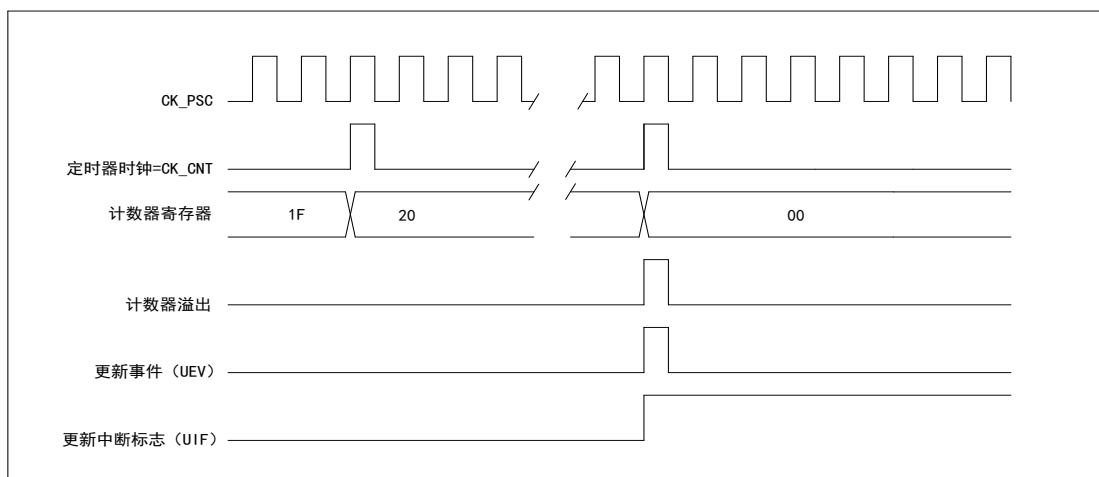 CK_PSC
定时器时钟=CK_CNT
计数器寄存器 1F 20 00
计数器溢出
更新事件（UEV）
更新中断标志（UIF）